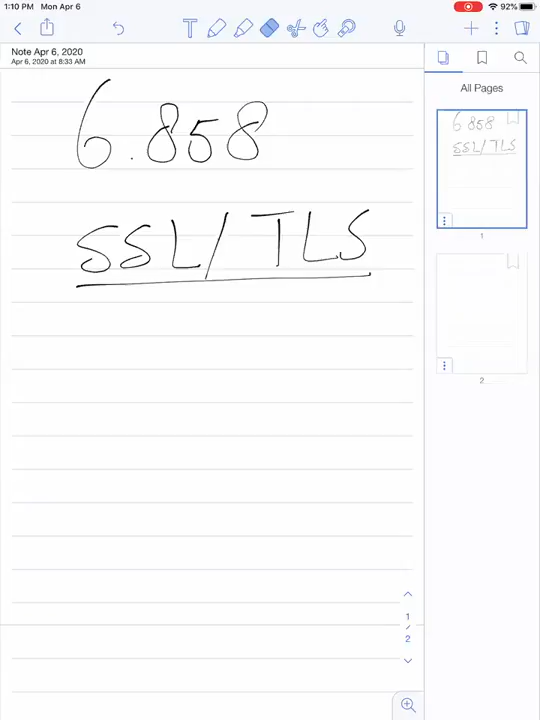 1:10 PM Mon Apr 6
92%
Note Apr 6, 2020
Apr 6, 2020 at 8:33 AM
6.858
SSL/TLS
1
/
2
All Pages
6 858
SSL/TLS
1
2